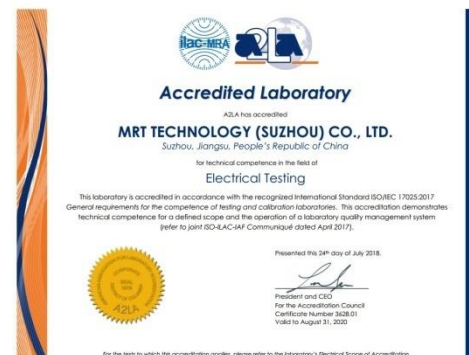 ilac-MRA
A2LA
Accredited Laboratory
A2LA has accredited
MRT TECHNOLOGY (SUZHOU) CO., LTD.
Suzhou, Jiangsu, People's Republic of China
for technical competence in the field of
Electrical Testing
This laboratory is accredited in accordance with the recognized International Standard ISO/IEC 17025:2017
General requirements for the competence of testing and calibration laboratories. This accreditation demonstrates
technical competence for a defined scope and the operation of a laboratory quality management system
(refer to joint ISO-ILAC-IAF Communiqué dated April 2017).
Presented this 24th day of July 2018.
President and CEO
For the Accreditation Council
Certificate Number 3628.01
Valid to August 31, 2020
CORPORATE
SEAL
A2LA
For the tests to which this accreditation applies, please refer to the laboratory's Electrical Scope of Accreditation